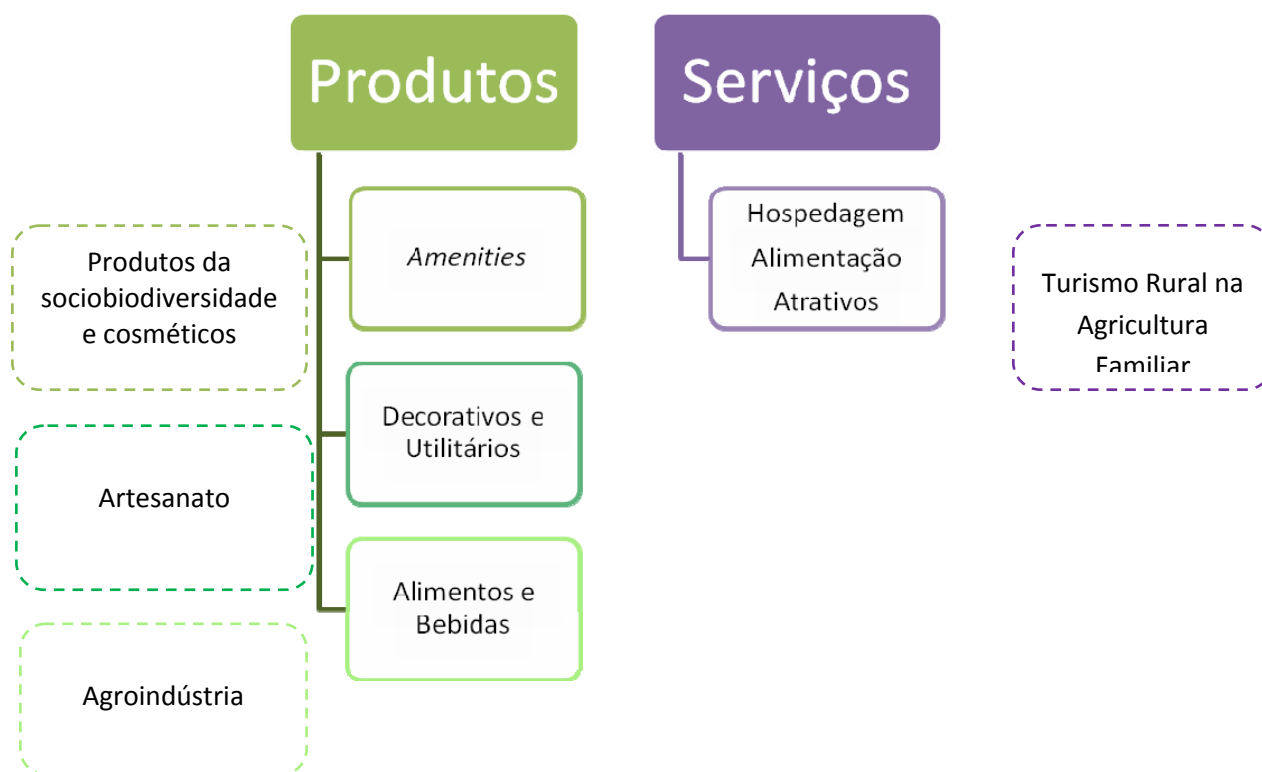 Produtos
Serviços
Produtos da
sociobiodiversidade
e cosméticos
Amenities
Hospedagem
Alimentação
Atrativos
Turismo Rural na
Agricultura
Familiar
Artesanato
Decorativos e
Utilitários
Agroindústria
Alimentos e
Bebidas